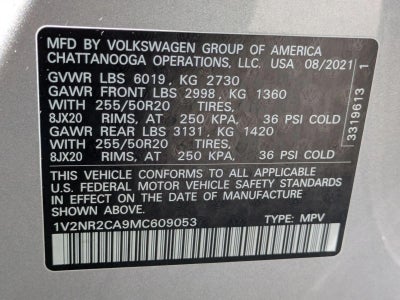 MFD BY VOLKSWAGEN GROUP OF AMERICA
CHATTANOOGA OPERATIONS, LLC. USA 08/2021
GVWR LBS 6019, KG 2730
GAWR FRONT LBS 2998, KG 1360
WITH 255/50R20 TIRES,
8JX20 RIMS, AT 250 KPA, 36 PSI COLD
GAWR REAR LBS 3131, KG 1420
WITH 255/50R20 TIRES,
8JX20 RIMS, AT 250 KPA, 36 PSI COLD
THIS VEHICLE CONFORMS TO ALL APPLICABLE
U.S. FEDERAL MOTOR VEHICLE SAFETY STANDARDS
IN EFFECT ON THE DATE OF MANUFACTURE
SHOWN ABOVE
1V2NR2CA9MC609053 TYPE: MPV
3319613 1